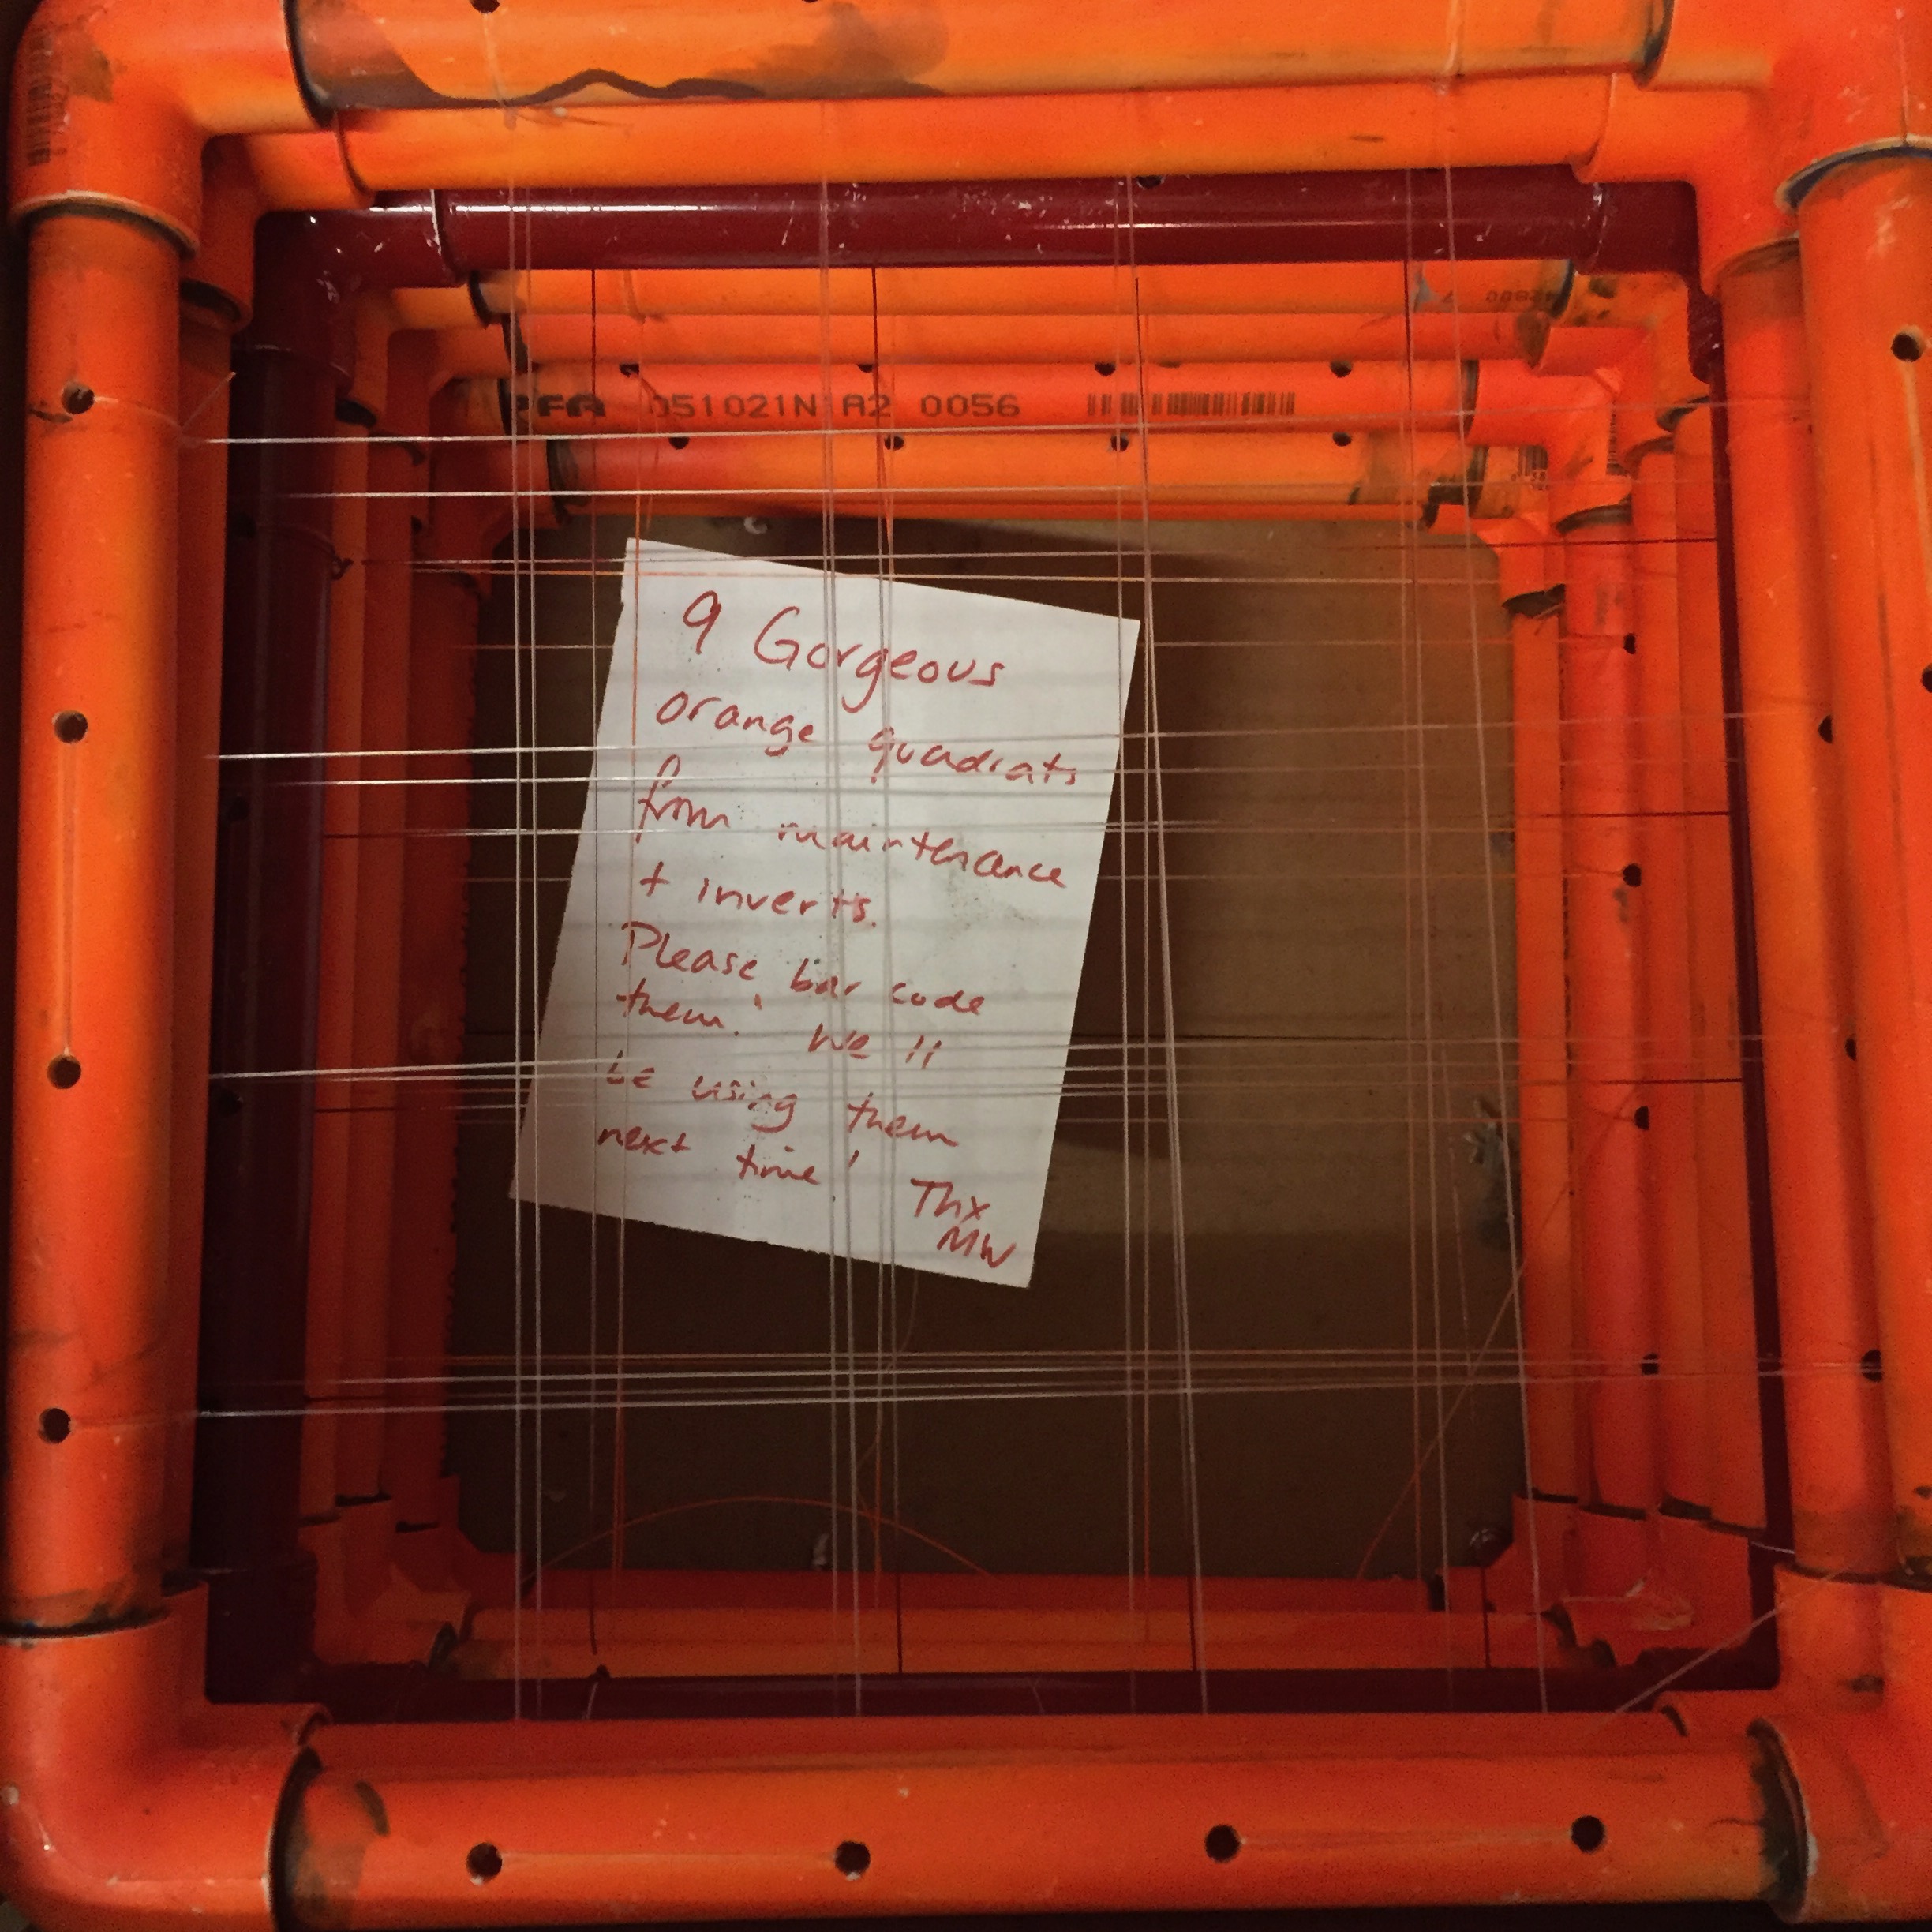 PFA 051021N A2 0056
9 Gorgeous
orange quadrats
from maintenance
+ inverts.
Please bar code
them! We'll
be using them
next time! Thx
MW